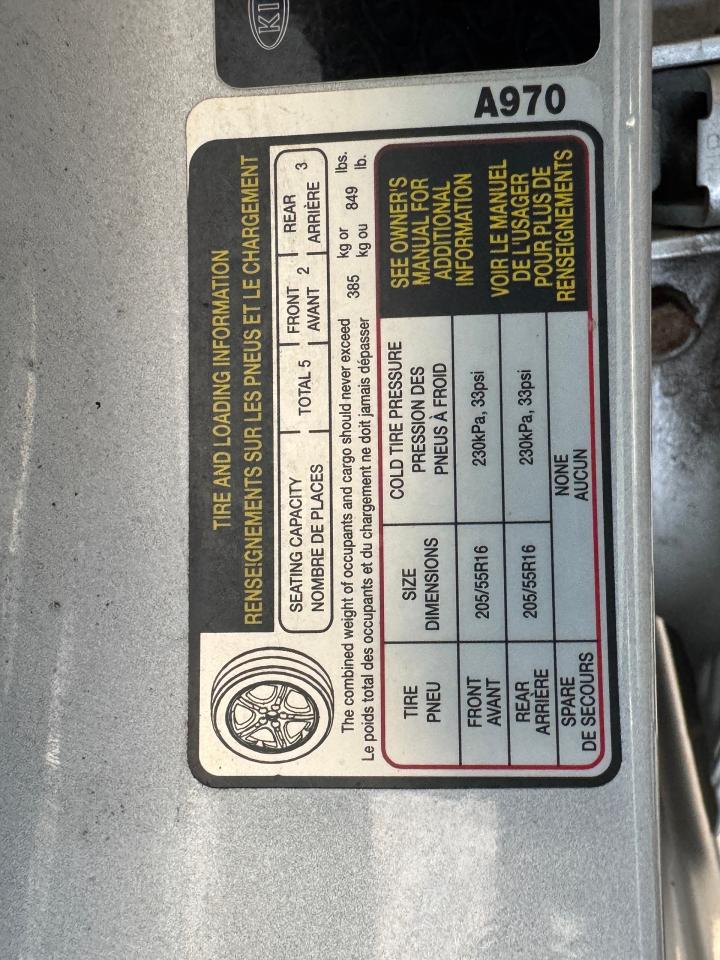 KI
A970
TIRE AND LOADING INFORMATION
RENSEIGNEMENTS SUR LES PNEUS ET LE CHARGEMENT
SEATING CAPACITY
NOMBRE DE PLACES
TOTAL 5
FRONT
AVANT
2
REAR
ARRIÈRE
3
The combined weight of occupants and cargo should never exceed 385 kg or 849 lbs.
Le poids total des occupants et du chargement ne doit jamais dépasser kg ou lb.
TIRE
PNEU
SIZE
DIMENSIONS
COLD TIRE PRESSURE
PRESSION DES
PNEUS À FROID
FRONT
AVANT
205/55R16
230kPa, 33psi
REAR
ARRIÈRE
205/55R16
230kPa, 33psi
SPARE
DE SECOURS
NONE
AUCUN
SEE OWNER'S
MANUAL FOR
ADDITIONAL
INFORMATION
VOIR LE MANUEL
DE L'USAGER
POUR PLUS DE
RENSEIGNEMENTS